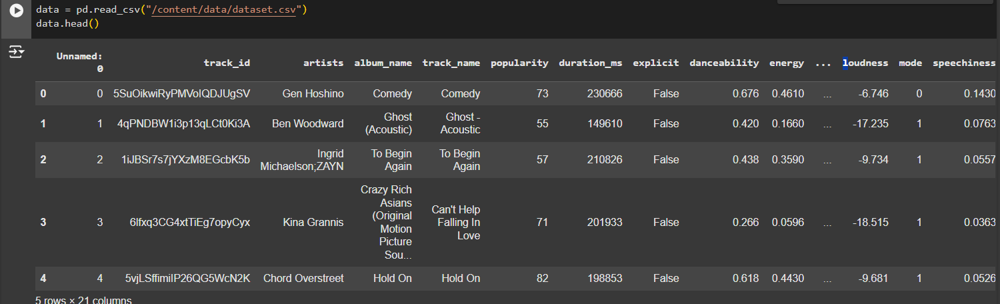 data = pd.read_csv("/content/data/dataset.csv")
data.head()
Unnamed: 0 track_id artists album_name track_name popularity duration_ms explicit danceability energy ... loudness mode speechiness
0 0 5SuOikwiRyPMVoIQDJUgSV Gen Hoshino Comedy Comedy 73 230666 False 0.676 0.4610 ... -6.746 0 0.1430
1 1 4qPNDBW1i3p13qLCt0Ki3A Ben Woodward Ghost (Acoustic) Ghost - Acoustic 55 149610 False 0.420 0.1660 ... -17.235 1 0.0763
2 2 1iJBSr7s7jYXzM8EGcbK5b Ingrid Michaelson;ZAYN To Begin Again To Begin Again 57 210826 False 0.438 0.3590 ... -9.734 1 0.0557
3 3 6lfxq3CG4xtTiEg7opyCyx Kina Grannis Crazy Rich Asians (Original Motion Picture Sou... Can't Help Falling In Love 71 201933 False 0.266 0.0596 ... -18.515 1 0.0363
4 4 5vjLSffimiIP26QG5WcN2K Chord Overstreet Hold On Hold On 82 198853 False 0.618 0.4430 ... -9.681 1 0.0526
5 rows × 21 columns